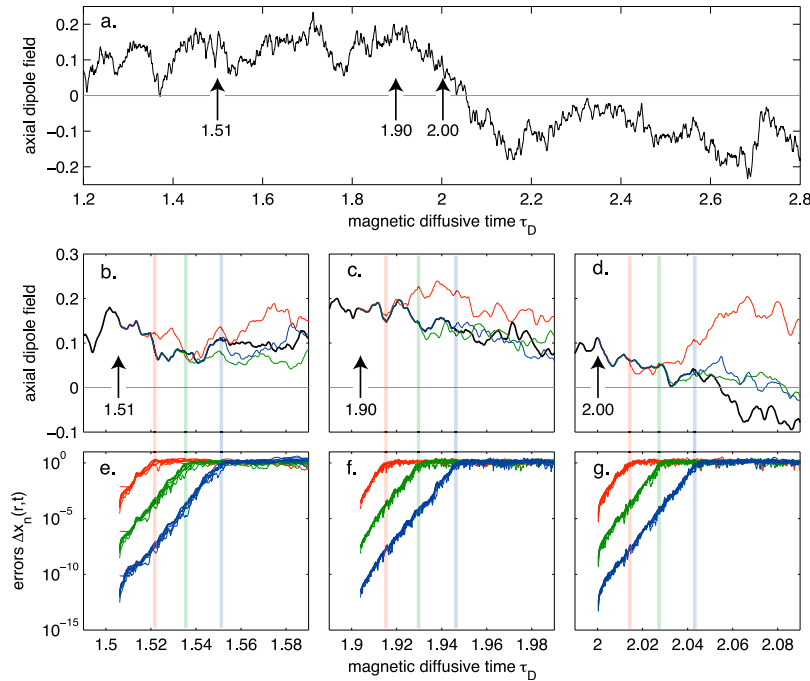 a.
axial dipole field
0.2
0.1
0
-0.1
-0.2
1.51
1.90
2.00
1.2 1.4 1.6 1.8 2 2.2 2.4 2.6 2.8
magnetic diffusive time τD
b. c. d.
axial dipole field
0.3
0.2
0.1
0
-0.1
1.51
1.90
2.00
e. f. g.
errors Δxn(r,t)
10^0
10^-5
10^-10
10^-15
1.5 1.52 1.54 1.56 1.58 1.9 1.92 1.94 1.96 1.98 2 2.02 2.04 2.06 2.08
magnetic diffusive time τD